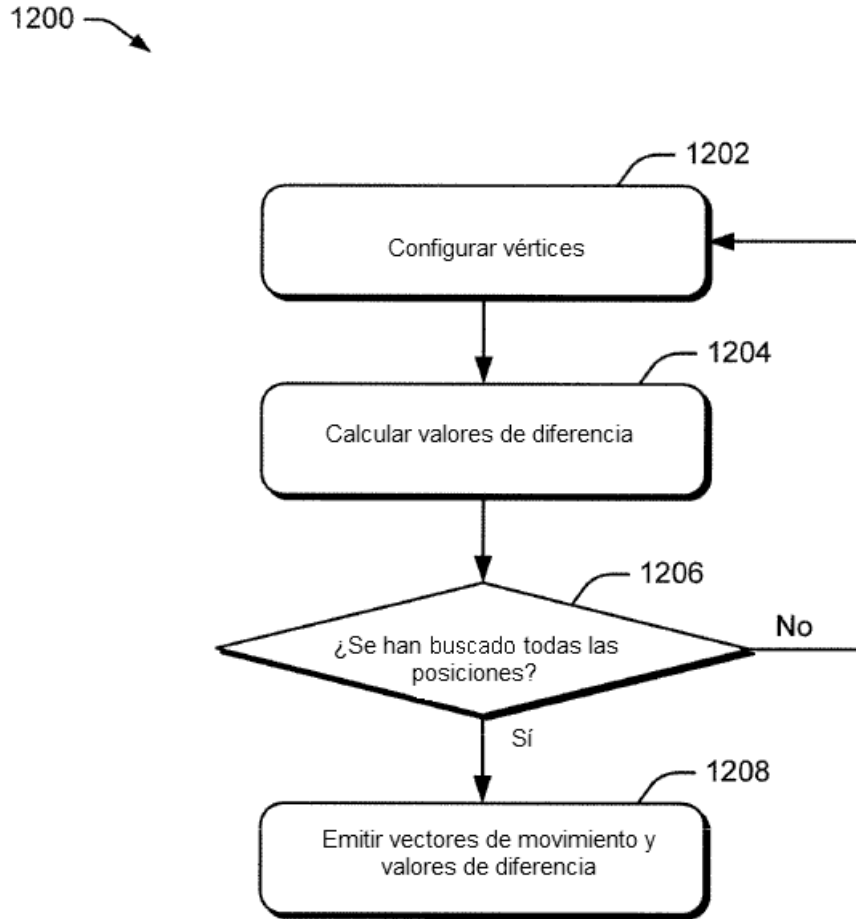 1200
1202
Configurar vértices
1204
Calcular valores de diferencia
1206
¿Se han buscado todas las
posiciones?
No
Sí
1208
Emitir vectores de movimiento y
valores de diferencia